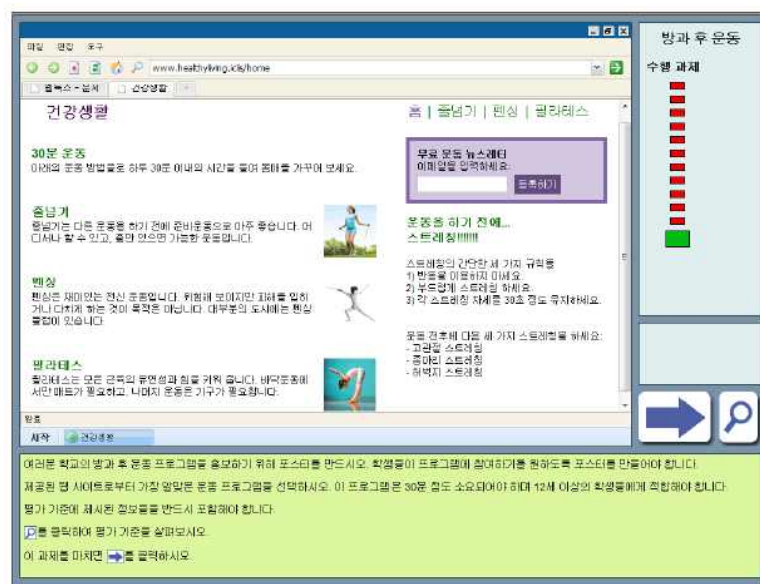 파일 편집 도구
www.healthyliving.icils/home
건강생활
건강생활
홈 | 줄넘기 | 펜싱 | 필라테스
30분 운동
아래의 운동 방법들로 하루 30분 이내의 시간을 들여 몸매를 가꾸어 보세요.
줄넘기
줄넘기는 다른 운동을 하기 전에 준비운동으로 아주 좋습니다. 어
디서나 할 수 있고, 줄만 있으면 가능한 운동입니다.
펜싱
펜싱은 재미있는 전신 운동입니다. 위험해 보이지만 피해를 입히
거나 다치게 하는 것이 목적은 아닙니다. 대부분의 도시에는 펜싱
클럽이 있습니다.
필라테스
필라테스는 모든 근육의 유연성과 힘을 키워 줍니다. 바닥운동에
서만 매트가 필요하고, 나머지 운동은 기구가 필요합니다.
무료 운동 뉴스레터
이메일을 입력하세요:
등록하기
운동을 하기 전에...
스트레칭!!!!!!!
스트레칭의 간단한 세 가지 규칙들
1) 반동을 이용하지 마세요.
2) 부드럽게 스트레칭 하세요.
3) 각 스트레칭 자세를 30초 정도 유지하세요.
운동 전후에 다음 세 가지 스트레칭을 하세요:
- 고관절 스트레칭
- 종아리 스트레칭
- 허벅지 스트레칭
완료
시작 건강생활
방과 후 운동
수행 과제
여러분 학교의 방과 후 운동 프로그램을 홍보하기 위해 포스터를 만드시오. 학생들이 프로그램에 참여하기를 원하도록 포스터를 만들어야 합니다.
제공된 웹 사이트로부터 가장 알맞은 운동 프로그램을 선택하시오. 이 프로그램은 30분 정도 소요되어야 하며 12세 이상의 학생들에게 적합해야 합니다.
평가 기준에 제시된 정보들을 반드시 포함해야 합니다.
를 클릭하여 평가 기준을 살펴보시오.
이 과제를 마치면 를 클릭하시오.